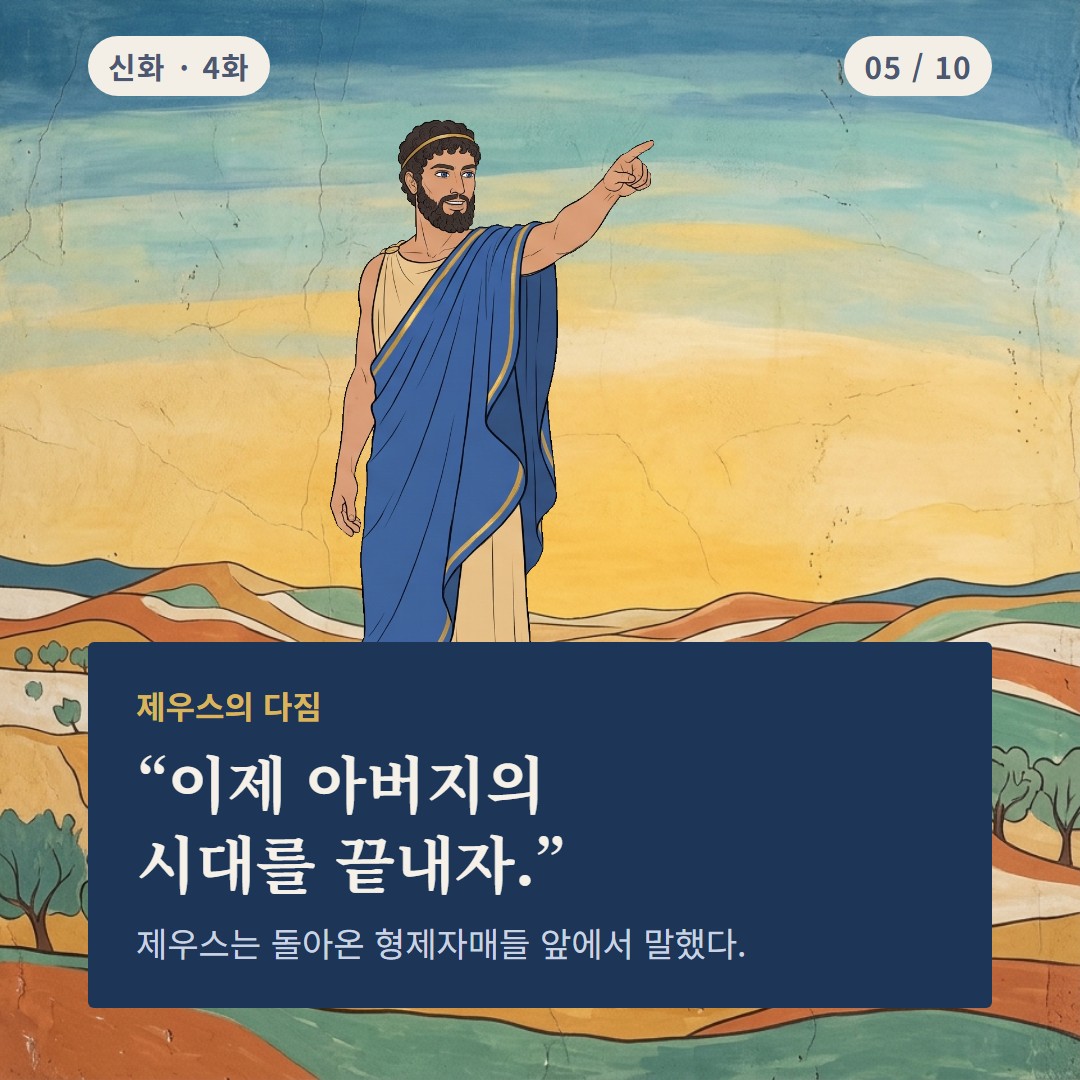 신화 · 4화
05 / 10
제우스의 다짐
“이제 아버지의
시대를 끝내자.”
제우스는 돌아온 형제자매들 앞에서 말했다.